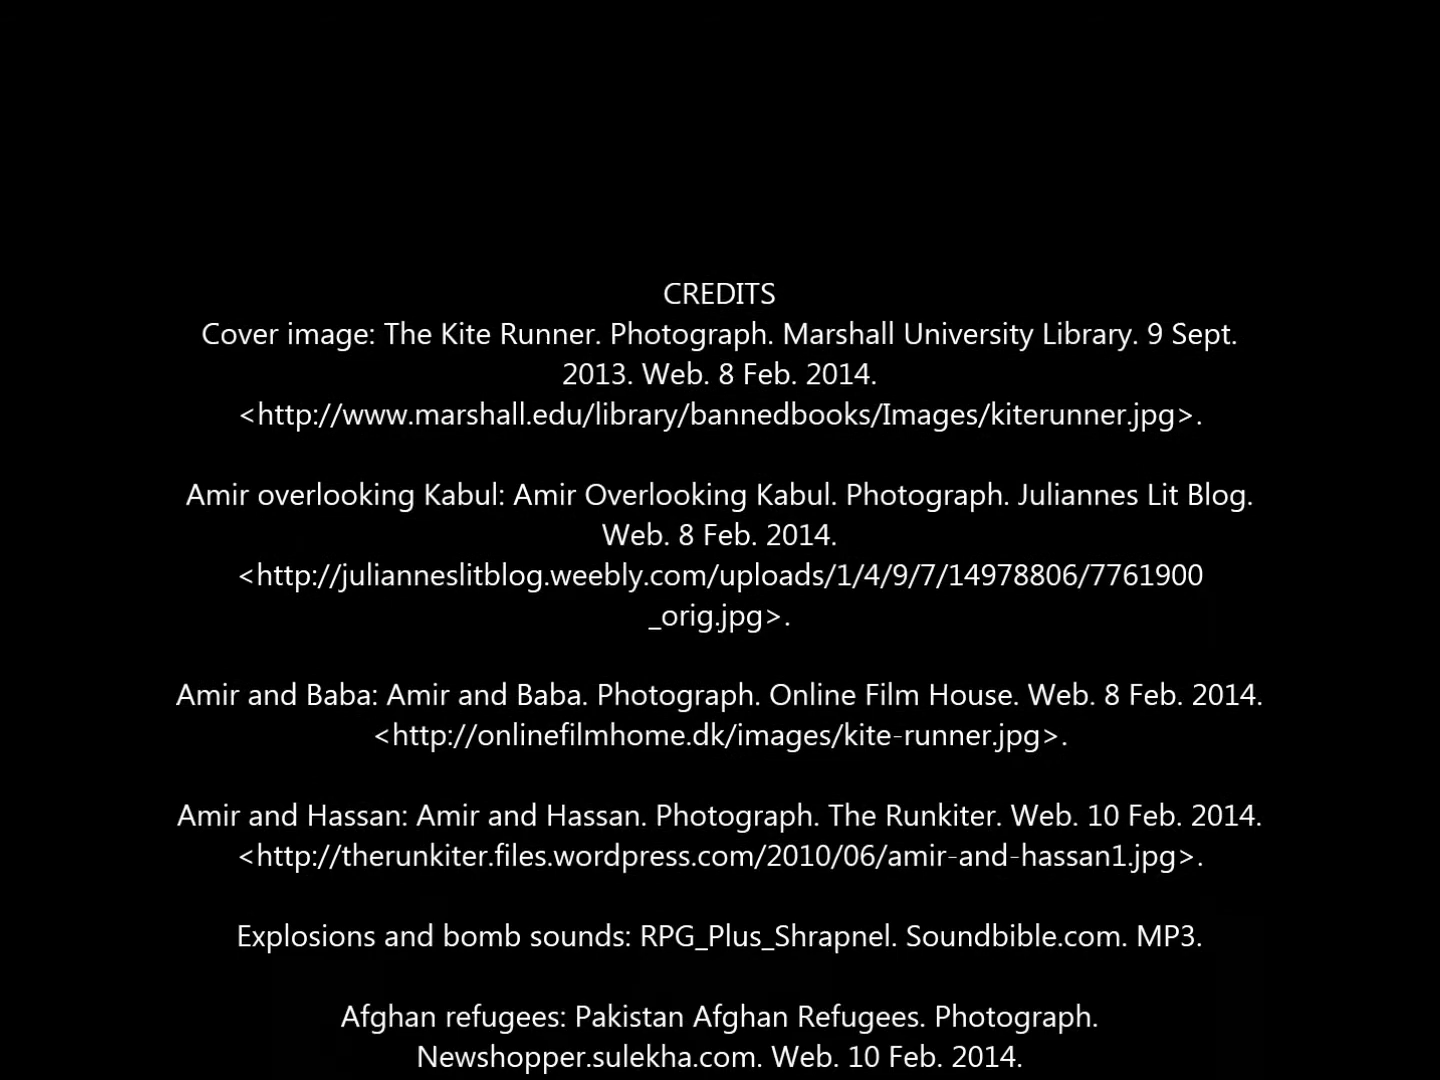 CREDITS
Cover image: The Kite Runner. Photograph. Marshall University Library. 9 Sept.
2013. Web. 8 Feb. 2014.
<http://www.marshall.edu/library/bannedbooks/Images/kiterunner.jpg>.
Amir overlooking Kabul: Amir Overlooking Kabul. Photograph. Juliannes Lit Blog.
Web. 8 Feb. 2014.
<http://julianneslitblog.weebly.com/uploads/1/4/9/7/14978806/7761900
_orig.jpg>.
Amir and Baba: Amir and Baba. Photograph. Online Film House. Web. 8 Feb. 2014.
<http://onlinefilmhome.dk/images/kite-runner.jpg>.
Amir and Hassan: Amir and Hassan. Photograph. The Runkiter. Web. 10 Feb. 2014.
<http://therunkiter.files.wordpress.com/2010/06/amir-and-hassan1.jpg>.
Explosions and bomb sounds: RPG_Plus_Shrapnel. Soundbible.com. MP3.
Afghan refugees: Pakistan Afghan Refugees. Photograph.
Newshopper.sulekha.com. Web. 10 Feb. 2014.